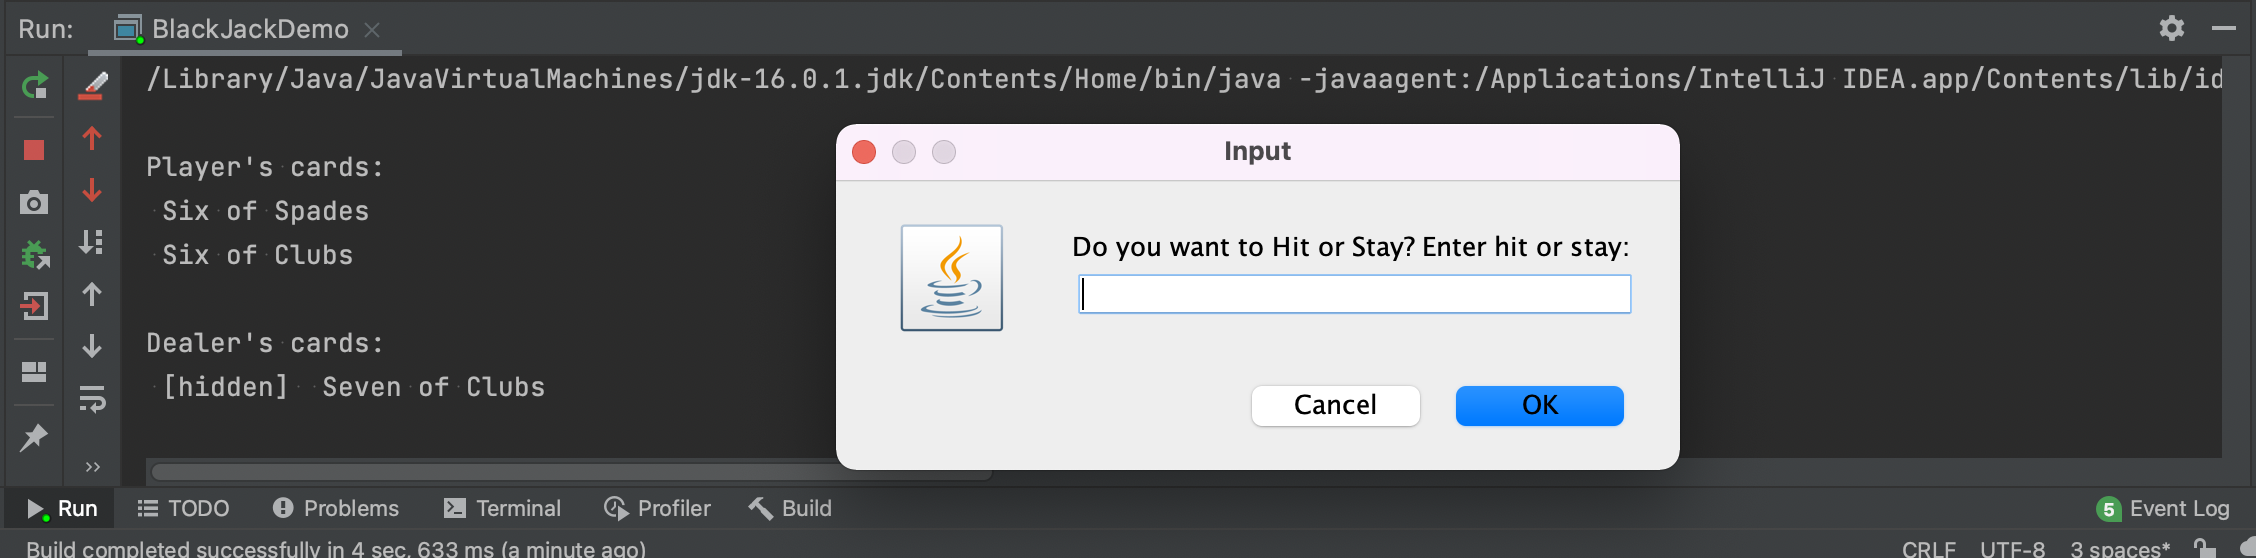 Run: BlackJackDemo
/Library/Java/JavaVirtualMachines/jdk-16.0.1.jdk/Contents/Home/bin/java -javaagent:/Applications/IntelliJ IDEA.app/Contents/lib/id
Player's cards:
Six of Spades
Six of Clubs
Dealer's cards:
[hidden]  Seven of Clubs
Input
Do you want to Hit or Stay? Enter hit or stay:
Cancel OK
Run TODO Problems Terminal Profiler Build 5 Event Log
Build completed successfully in 4 sec, 633 ms (a minute ago) CRLF UTF-8 3 spaces*